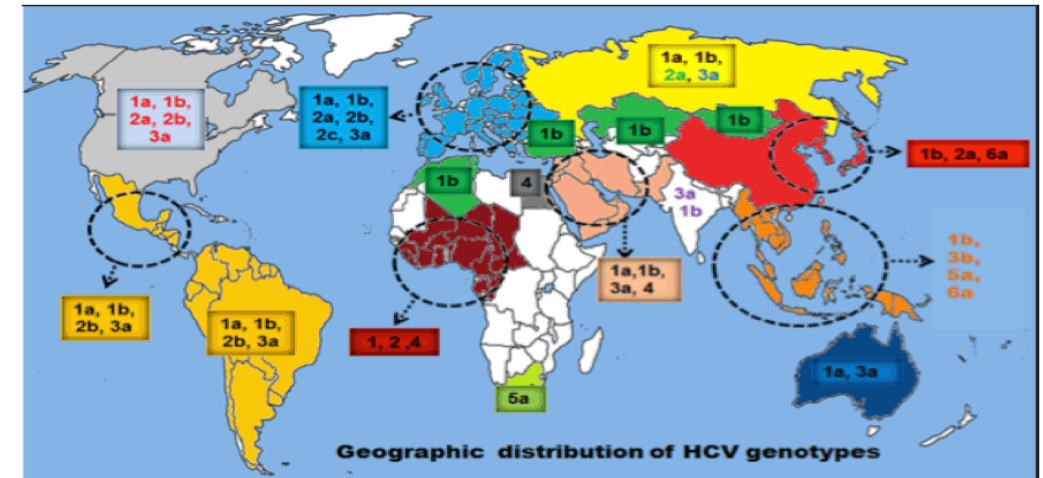 1a, 1b,
2a, 2b,
3a
1a, 1b,
2a, 2b,
2c, 3a
1a, 1b,
2a, 3a
1b
1b
1b
1b, 2a, 6a
1b
4
3a
1b
1b,
3b,
5a,
6a
1a,1b,
3a, 4
1a, 1b,
2b, 3a
1a, 1b,
2b, 3a
1, 2 ,4
1a, 3a
5a
Geographic distribution of HCV genotypes